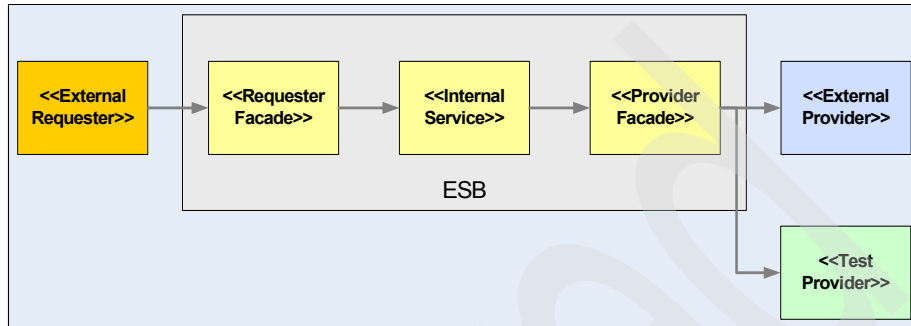 <<External
Requester>>
<<Requester
Facade>>
<<Internal
Service>>
<<Provider
Facade>>
<<External
Provider>>
ESB
<<Test
Provider>>